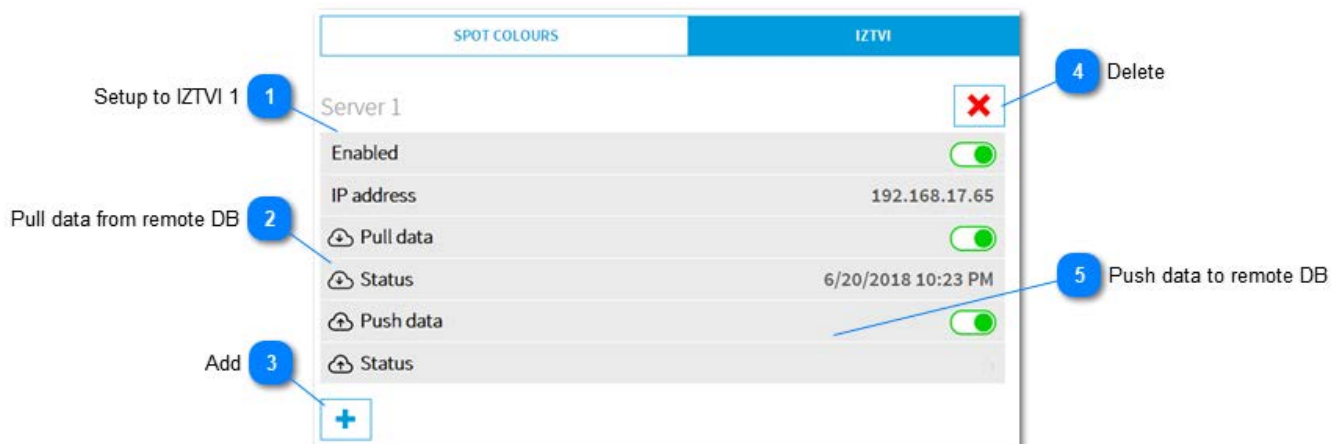 SPOT COLOURS IZTVI
4 Delete
Setup to IZTVI 1 1
Server 1
Enabled
IP address 192.168.17.65
Pull data from remote DB 2
Pull data
Status 6/20/2018 10:23 PM
5 Push data to remote DB
Push data
Add 3
Status